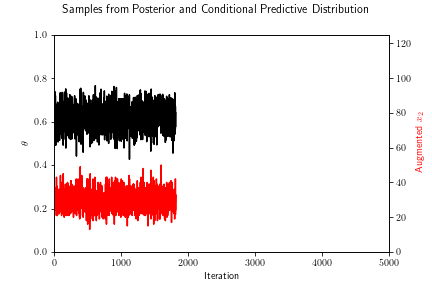 Samples from Posterior and Conditional Predictive Distribution
1.0
0.8
0.6
0.4
0.2
0.0
θ
120
100
80
60
40
20
0
Augmented x₂
0 1000 2000 3000 4000 5000
Iteration